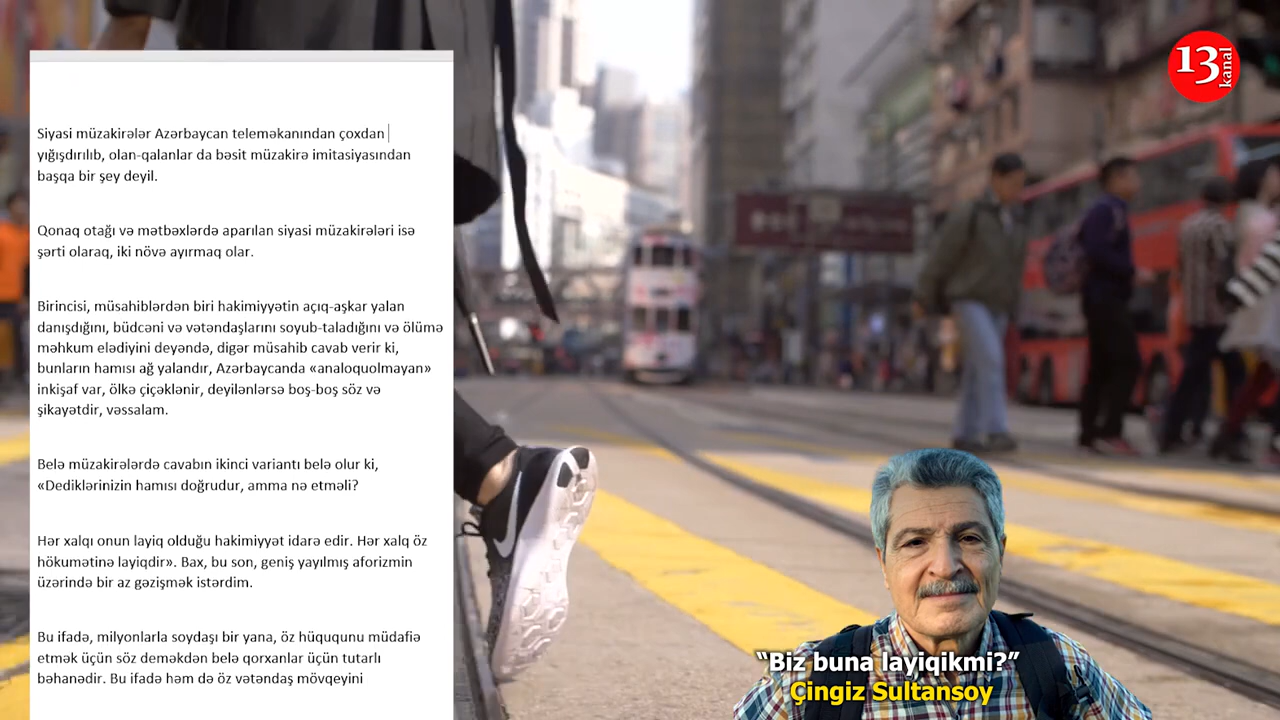 Siyasi müzakirələr Azərbaycan teleməkanından çoxdan
yığışdırılıb, olan-qalanlar da bəsit müzakirə imitasiyasından
başqa bir şey deyil.
Qonaq otağı və mətbəxlərdə aparılan siyasi müzakirələri isə
şərti olaraq, iki növə ayırmaq olar.
Birincisi, müsahiblərdən biri hakimiyyətin açıq-aşkar yalan
danışdığını, büdcəni və vətəndaşlarını soyub-taladığını və ölümə
məhkum elədiyini deyəndə, digər müsahib cavab verir ki,
bunların hamısı ağ yalandır, Azərbaycanda «analoquolmayan»
inkişaf var, ölkə çiçəklənir, deyilənlərsə boş-boş söz və
şikayətdir, vəssalam.
Belə müzakirələrdə cavabın ikinci variantı belə olur ki,
«Dediklərinizin hamısı doğrudur, amma nə etməli?
Hər xalqı onun layiq olduğu hakimiyyət idarə edir. Hər xalq öz
hökumətinə layiqdir». Bax, bu son, geniş yayılmış aforizmin
üzərində bir az gəzişmək istərdim.
Bu ifadə, milyonlarla soydaşı bir yana, öz hüququnu müdafiə
etmək üçün söz deməkdən belə qorxanlar üçün tutarlı
bəhanədir. Bu ifadə həm də öz vətəndaş mövqeyini
13
kanal
“Biz buna layiqikmi?”
Çingiz Sultansoy